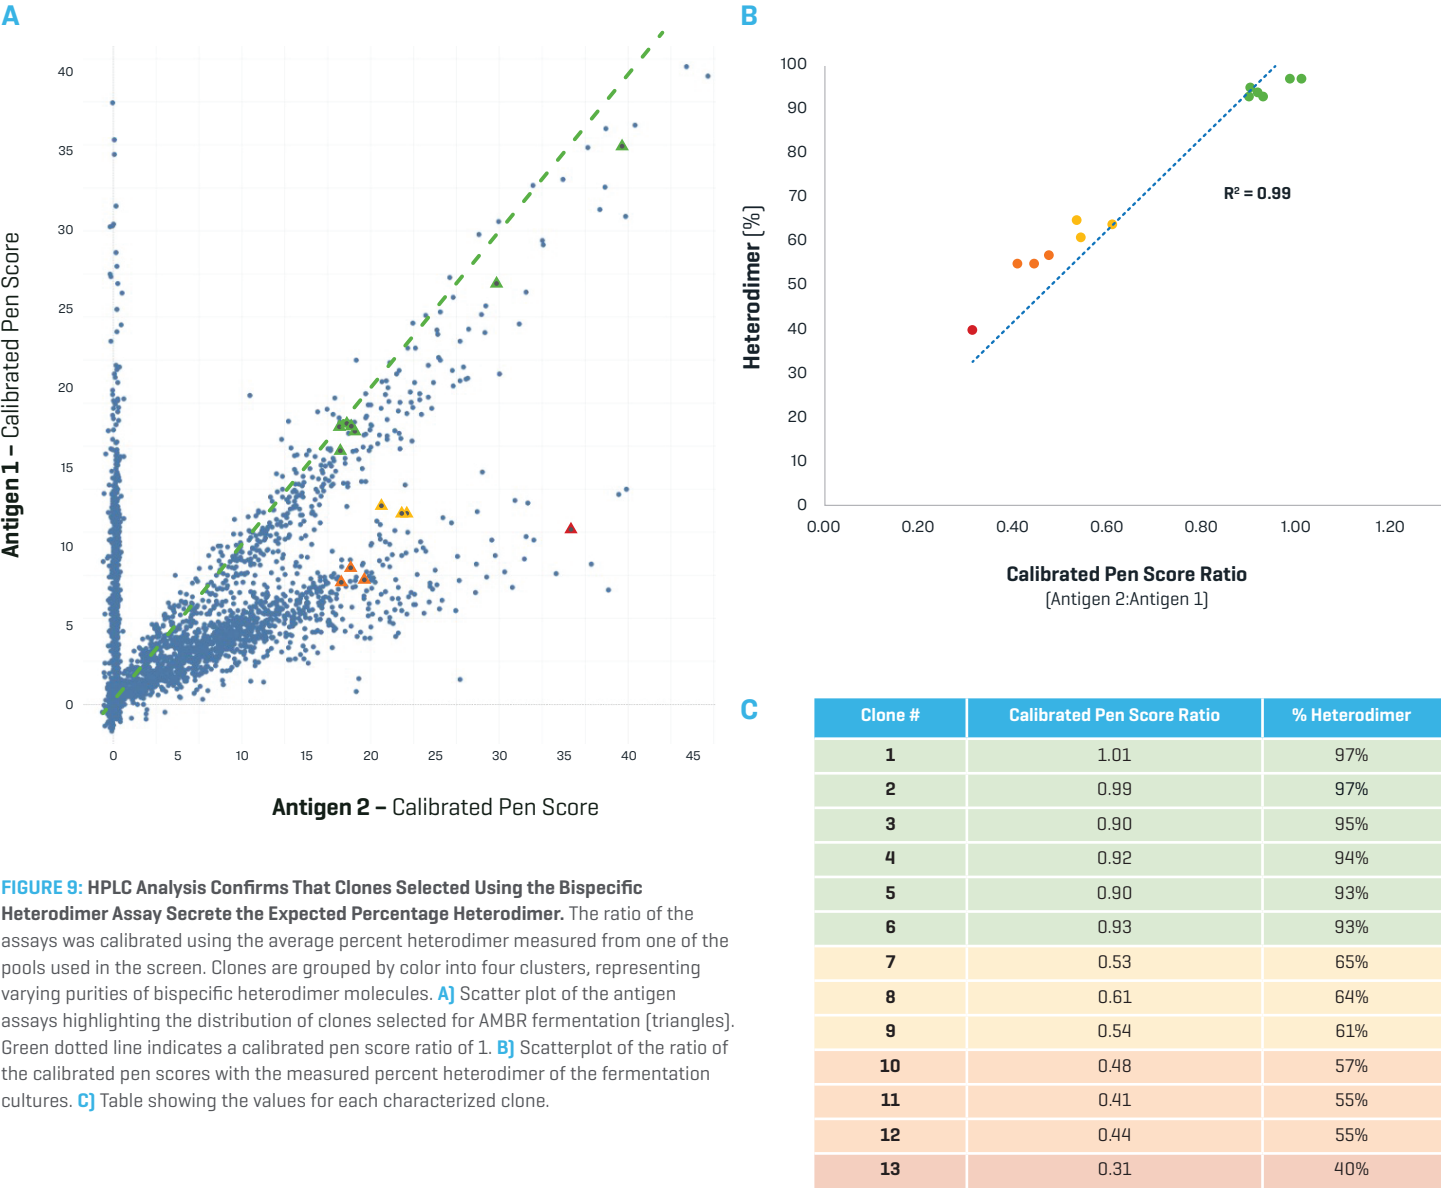 A
40
35
30
25
20
15
10
5
0
Antigen 1 – Calibrated Pen Score
0 5 10 15 20 25 30 35 40 45
Antigen 2 – Calibrated Pen Score
B
100
90
80
70
60
50
40
30
20
10
0
Heterodimer (%)
R² = 0.99
0.00 0.20 0.40 0.60 0.80 1.00 1.20
Calibrated Pen Score Ratio
(Antigen 2:Antigen 1)
FIGURE 9: HPLC Analysis Confirms That Clones Selected Using the Bispecific
Heterodimer Assay Secrete the Expected Percentage Heterodimer. The ratio of the
assays was calibrated using the average percent heterodimer measured from one of the
pools used in the screen. Clones are grouped by color into four clusters, representing
varying purities of bispecific heterodimer molecules. A) Scatter plot of the antigen
assays highlighting the distribution of clones selected for AMBR fermentation (triangles).
Green dotted line indicates a calibrated pen score ratio of 1. B) Scatterplot of the ratio of
the calibrated pen scores with the measured percent heterodimer of the fermentation
cultures. C) Table showing the values for each characterized clone.
C
Clone # Calibrated Pen Score Ratio % Heterodimer
1 1.01 97%
2 0.99 97%
3 0.90 95%
4 0.92 94%
5 0.90 93%
6 0.93 93%
7 0.53 65%
8 0.61 64%
9 0.54 61%
10 0.48 57%
11 0.41 55%
12 0.44 55%
13 0.31 40%